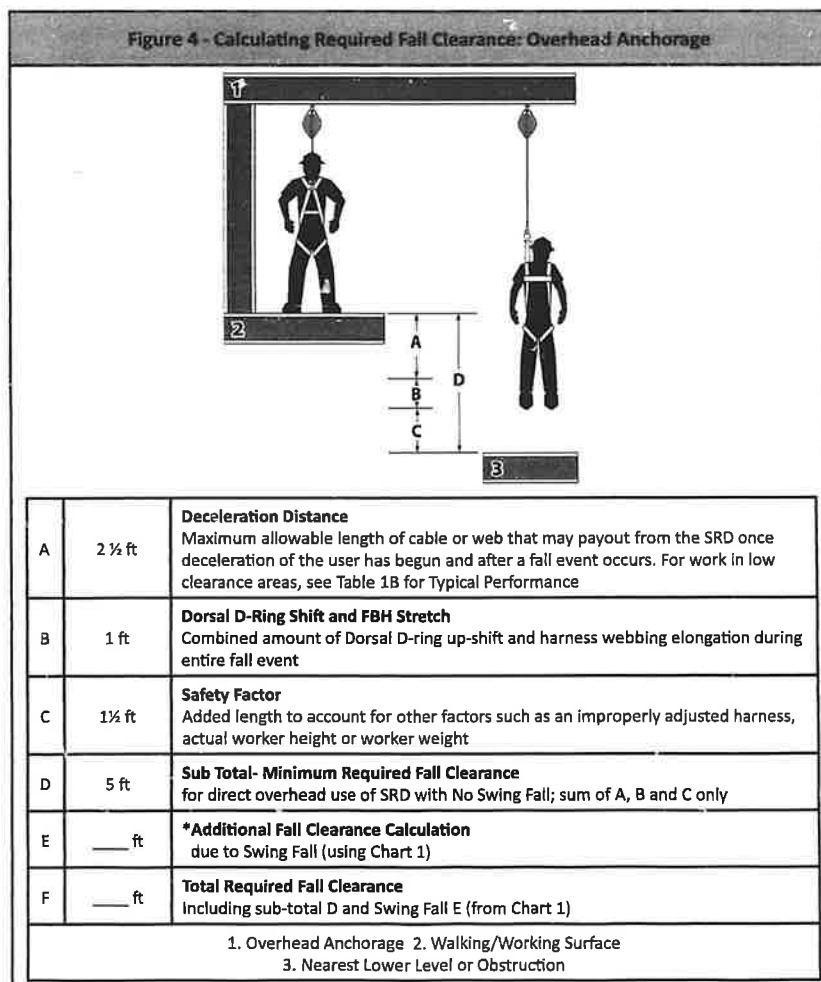 Figure 4 - Calculating Required Fall Clearance: Overhead Anchorage
1
2
A
B
C
D
3
A
2 ½ ft
Deceleration Distance
Maximum allowable length of cable or web that may payout from the SRD once
deceleration of the user has begun and after a fall event occurs. For work in low
clearance areas, see Table 1B for Typical Performance
B
1 ft
Dorsal D-Ring Shift and FBH Stretch
Combined amount of Dorsal D-ring up-shift and harness webbing elongation during
entire fall event
C
1½ ft
Safety Factor
Added length to account for other factors such as an improperly adjusted harness,
actual worker height or worker weight
D
5 ft
Sub Total- Minimum Required Fall Clearance
for direct overhead use of SRD with No Swing Fall; sum of A, B and C only
E
____ ft
*Additional Fall Clearance Calculation
due to Swing Fall (using Chart 1)
F
____ ft
Total Required Fall Clearance
Including sub-total D and Swing Fall E (from Chart 1)
1. Overhead Anchorage 2. Walking/Working Surface
3. Nearest Lower Level or Obstruction